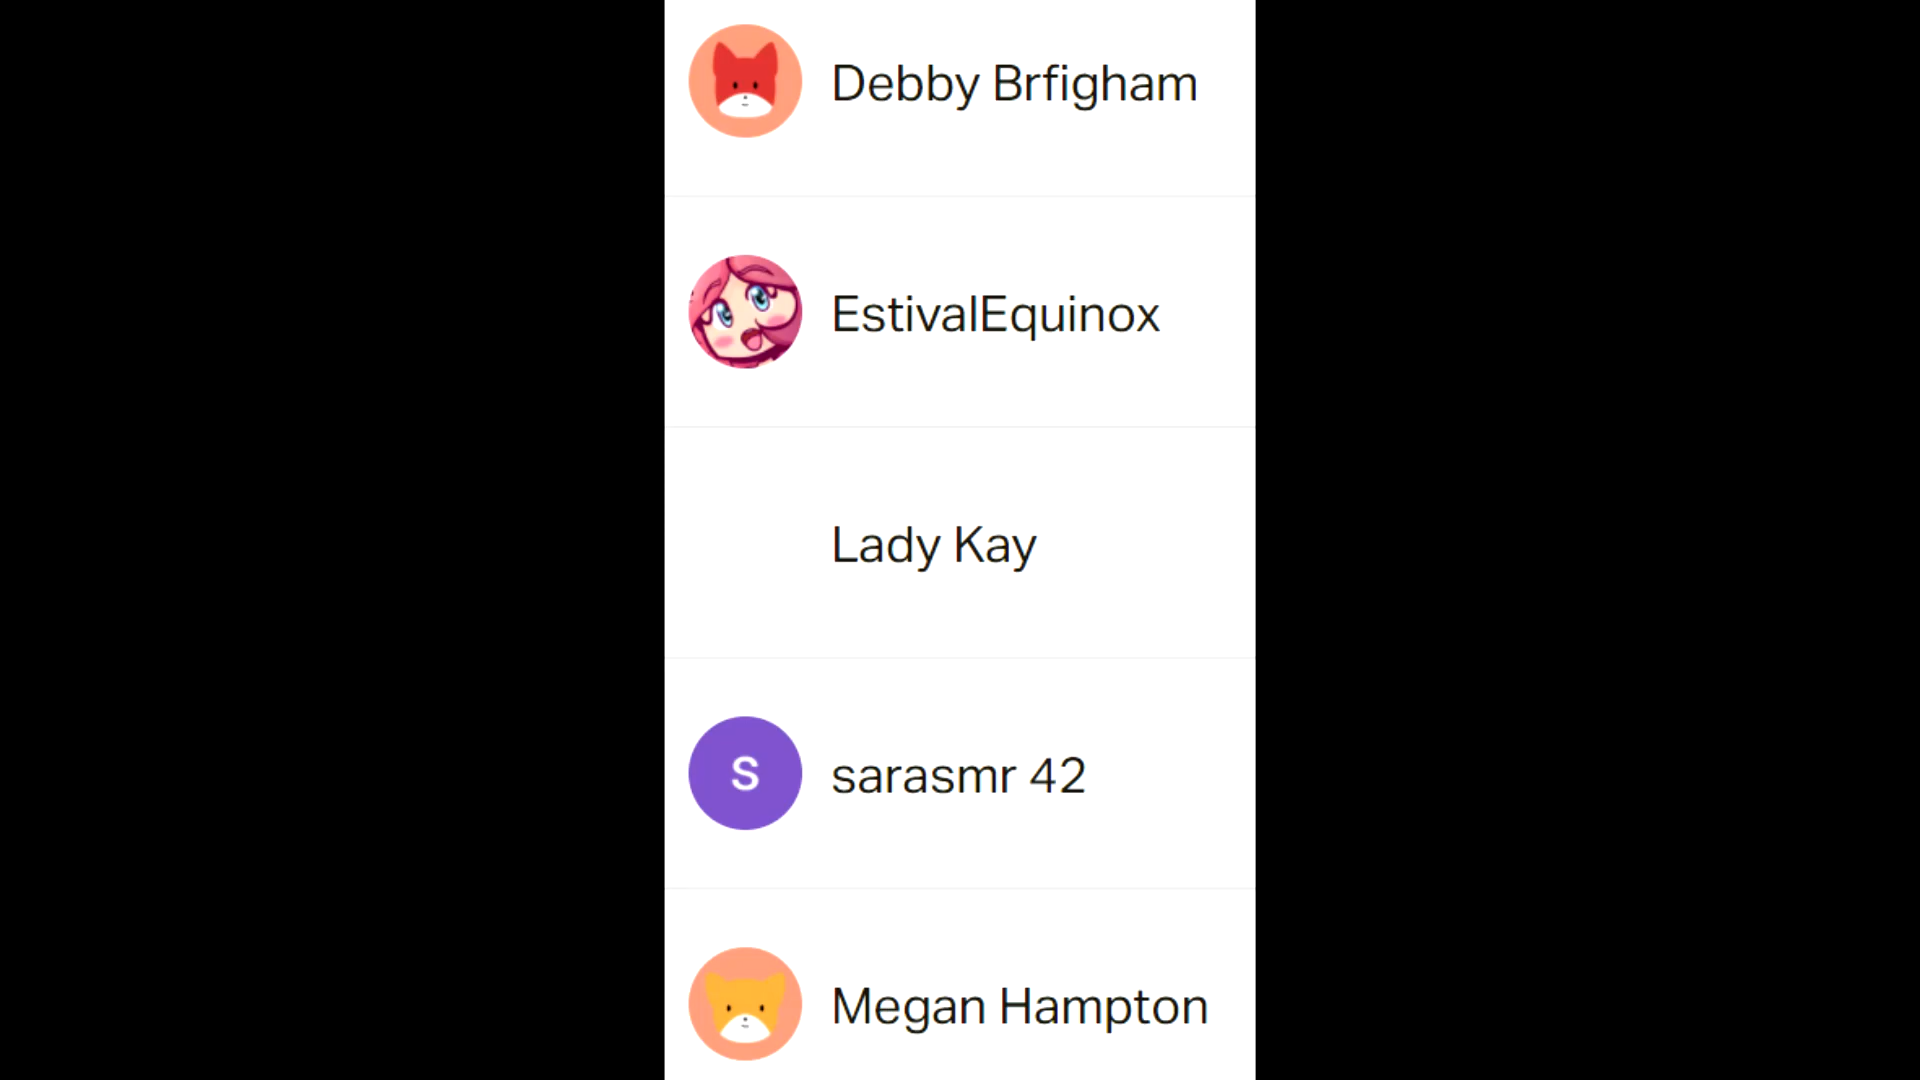 Debby Brfigham
EstivalEquinox
Lady Kay
S
sarasmr 42
Megan Hampton